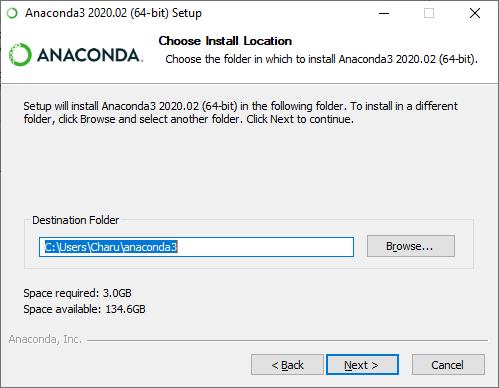 Anaconda3 2020.02 (64-bit) Setup
ANACONDA.
Choose Install Location
Choose the folder in which to install Anaconda3 2020.02 (64-bit).
Setup will install Anaconda3 2020.02 (64-bit) in the following folder. To install in a different
folder, click Browse and select another folder. Click Next to continue.
Destination Folder
C:\Users\Charu\anaconda3
Browse...
Space required: 3.0GB
Space available: 134.6GB
Anaconda, Inc.
< Back
Next >
Cancel